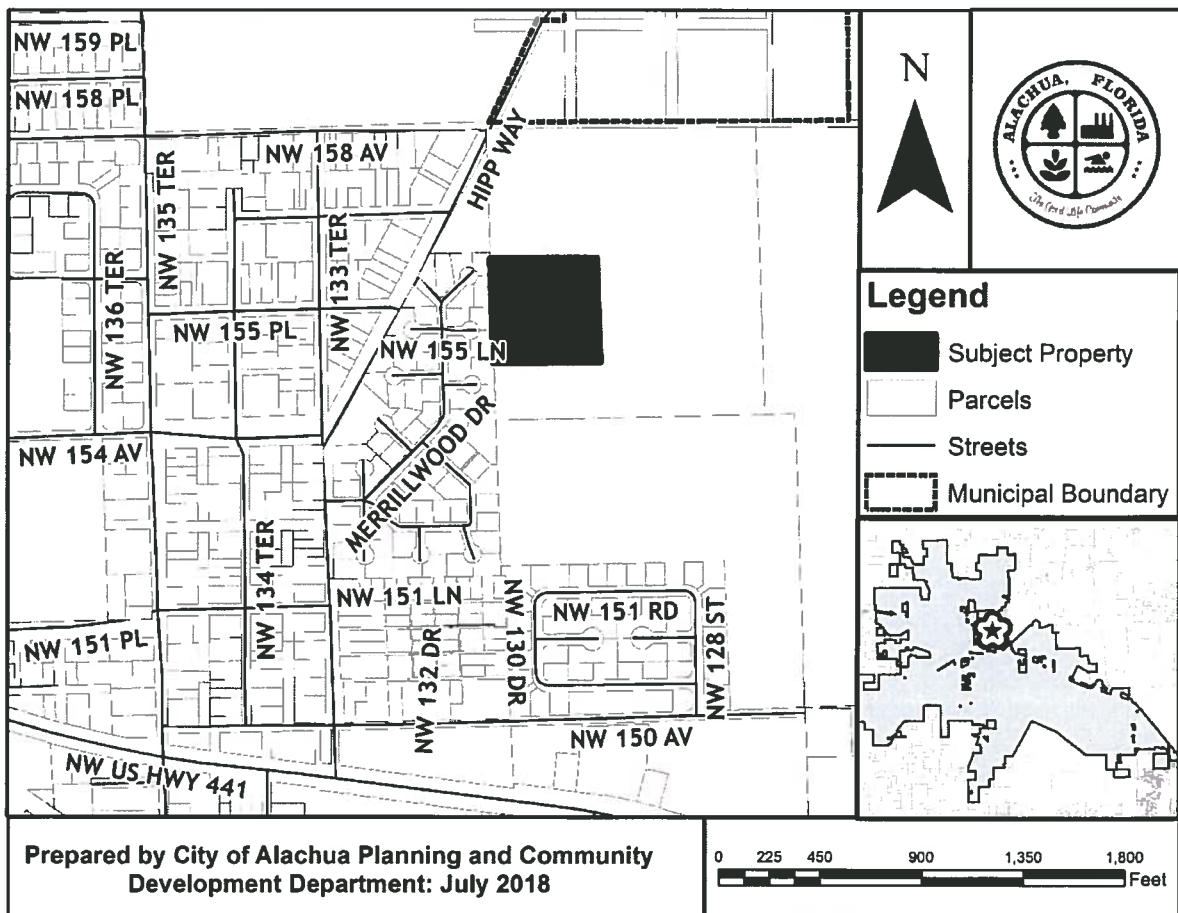 NW 159 PL
NW 158 PL
NW 158 AV
HIPP WAY
NW 135 TER
NW 133 TER
NW 136 TER
NW 155 PL
NW 155 LN
NW 154 AV
MERRILLWOOD DR
NW 134 TER
NW 151 LN
NW 130 DR
NW 151 RD
NW 128 ST
NW 151 PL
NW 132 DR
NW 150 AV
NW US HWY 441
N
ALACHUA, FLORIDA
The Good Life Community
Legend
Subject Property
Parcels
Streets
Municipal Boundary
Prepared by City of Alachua Planning and Community
Development Department: July 2018
0 225 450 900 1,350 1,800
Feet